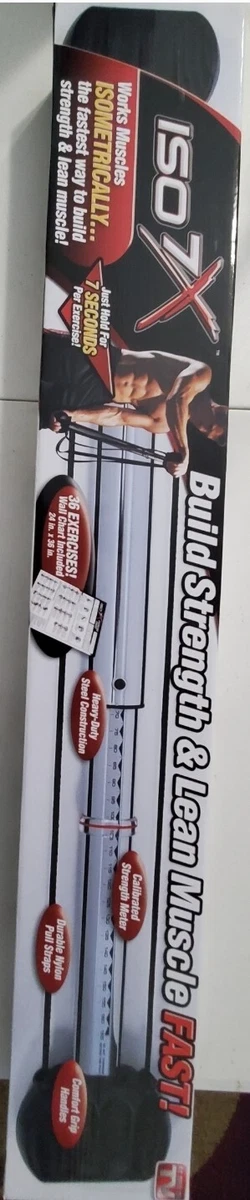 ISO 7X
Works Muscles
ISOMETRICALLY...
the fastest way to build
strength & lean muscle!
Just Hold For
7 SECONDS
Per Exercise!
Build Strength & Lean Muscle FAST!
36 EXERCISES!
Wall Chart Included
24 in. x 36 in.
Heavy-Duty
Steel Construction
Calibrated
Strength Meter
Durable Nylon
Pull Straps
Comfort Grip
Handles